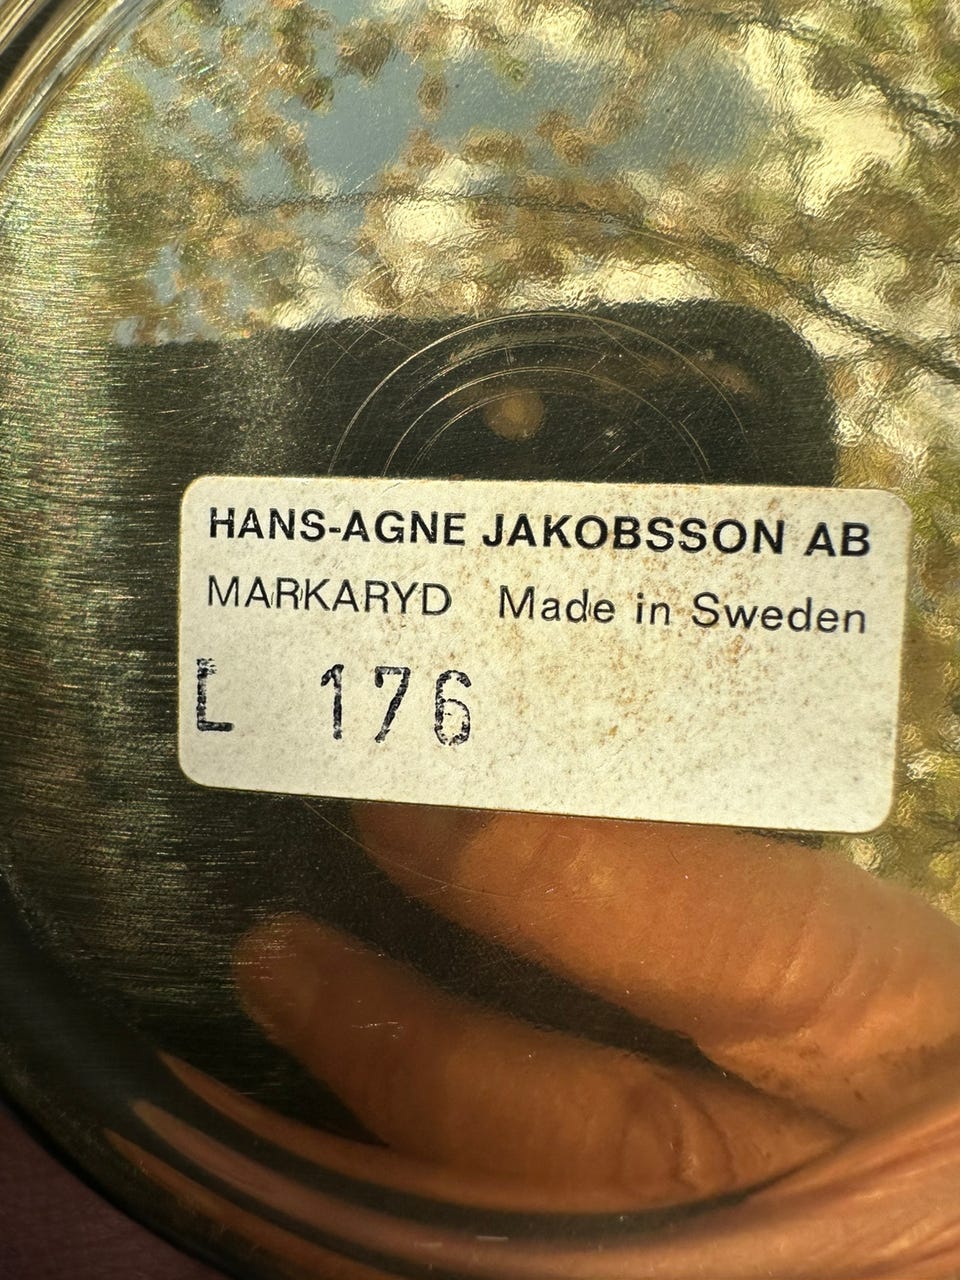 HANS-AGNE JAKOBSSON AB
MARKARYD Made in Sweden
L 176